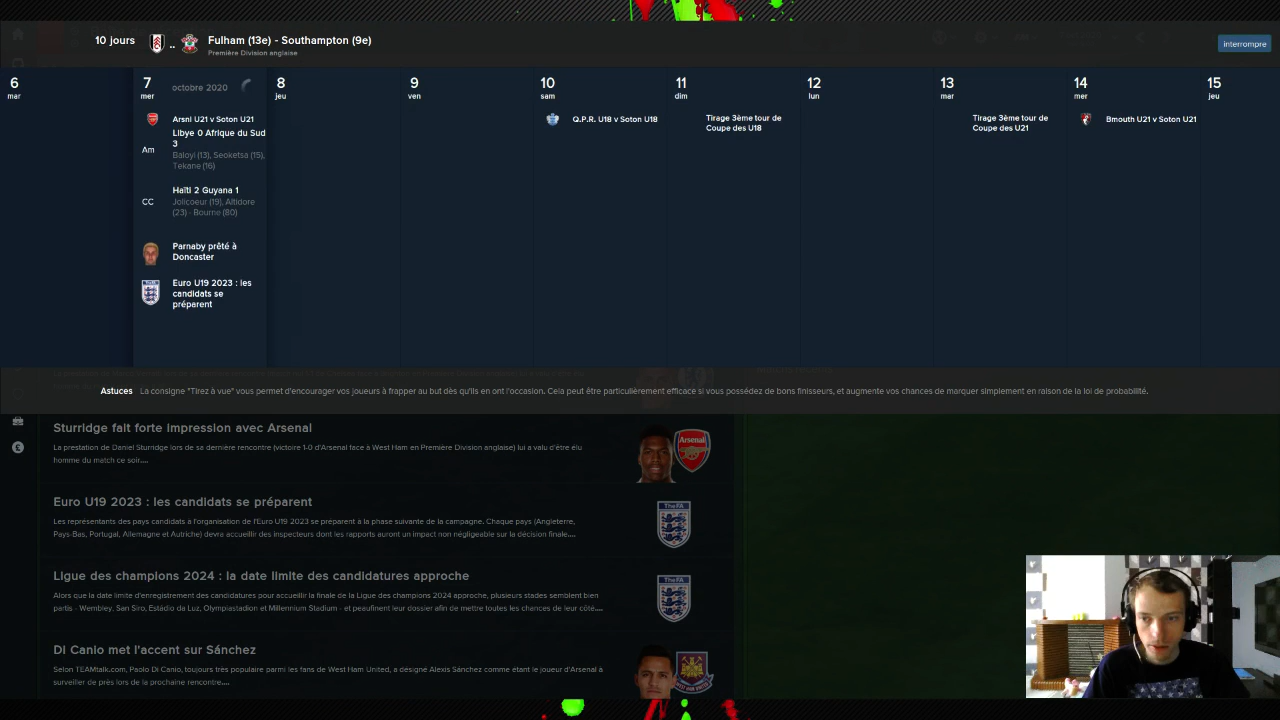 10 jours
Fulham (13e) - Southampton (9e)
Première Division anglaise
interrompre
6
mar
7
mer
octobre 2020
8
jeu
9
ven
10
sam
11
dim
12
lun
13
mar
14
mer
15
jeu
Arsnl U21 v Soton U21
Am
Libye 0 Afrique du Sud
3
Baloyi (13), Seoketsa (15),
Tekane (16)
CC
Haïti 2 Guyana 1
Jolicoeur (19), Altidore
(23) - Bourne (80)
Parnaby prêté à
Doncaster
Euro U19 2023 : les
candidats se
préparent
Q.P.R. U18 v Soton U18
Tirage 3ème tour de
Coupe des U18
Tirage 3ème tour de
Coupe des U21
Bmouth U21 v Soton U21
Astuces
La consigne "Tirez à vue" vous permet d'encourager vos joueurs à frapper au but dès qu'ils en ont l'occasion. Cela peut être particulièrement efficace si vous possédez de bons finisseurs, et augmente vos chances de marquer simplement en raison de la loi de probabilité.
Sturridge fait forte impression avec Arsenal
La prestation de Daniel Sturridge lors de sa dernière rencontre (victoire 1-0 d'Arsenal face à West Ham en Première Division anglaise) lui a valu d'être élu
homme du match ce soir....
Arsenal
Euro U19 2023 : les candidats se préparent
Les représentants des pays candidats à l'organisation de l'Euro U19 2023 se préparent à la phase suivante de la campagne. Chaque pays (Angleterre,
Pays-Bas, Portugal, Allemagne et Autriche) devra accueillir des inspecteurs dont les rapports auront un impact non négligeable sur la décision finale....
The FA
Ligue des champions 2024 : la date limite des candidatures approche
Alors que la date limite d'enregistrement des candidatures pour accueillir la finale de la Ligue des champions 2024 approche, plusieurs stades semblent bien
partis - Wembley, San Siro, Estádio da Luz, Olympiastadion et Millennium Stadium - et peaufinent leur dossier afin de mettre toutes les chances de leur côté....
The FA
Di Canio met l'accent sur Sánchez
Selon TEAMtalk.com, Paolo Di Canio, toujours très populaire parmi les fans de West Ham United, a désigné Alexis Sánchez comme étant le joueur d'Arsenal à
surveiller de près lors de la prochaine rencontre....